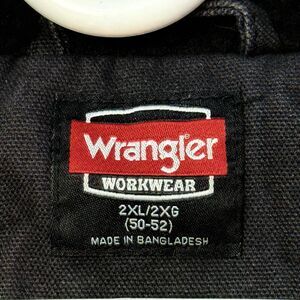 Wrangler
WORKWEAR
2XL/2XG
(50-52)
MADE IN BANGLADESH